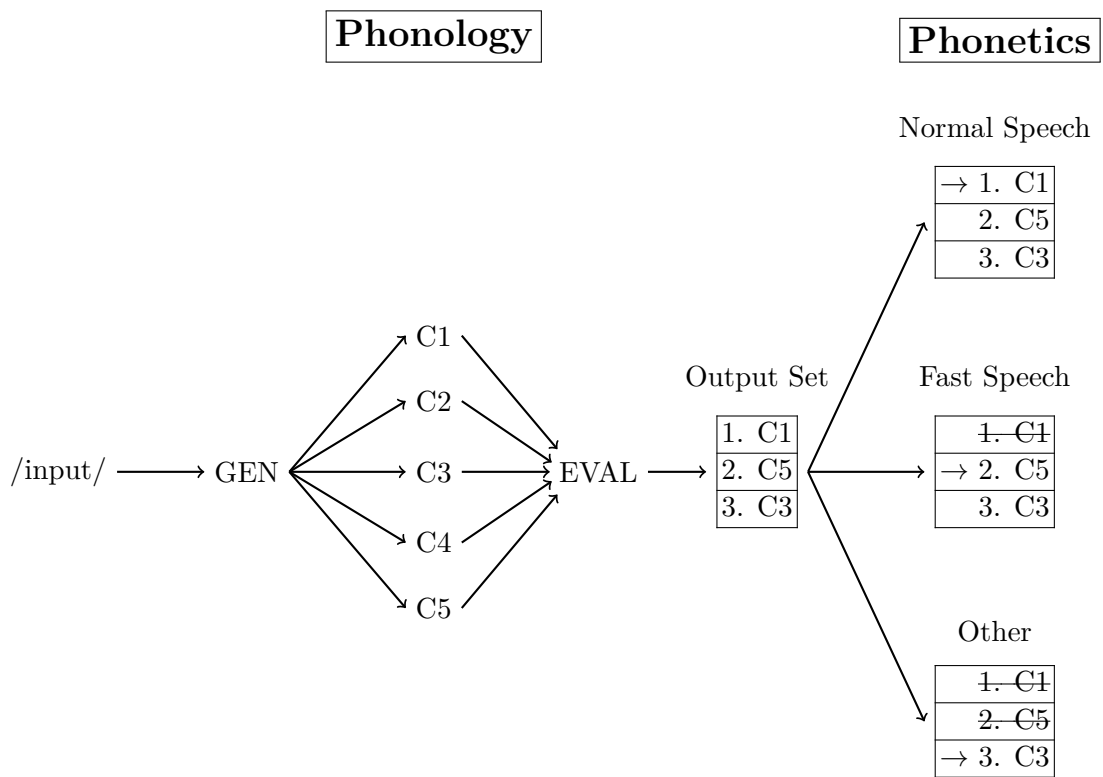 Phonology
Phonetics
Normal Speech
→ 1. C1
2. C5
3. C3
/input/
GEN
C1
C2
C3
C4
C5
EVAL
Output Set
1. C1
2. C5
3. C3
Fast Speech
1. C1
→ 2. C5
3. C3
Other
1. C1
2. C5
→ 3. C3